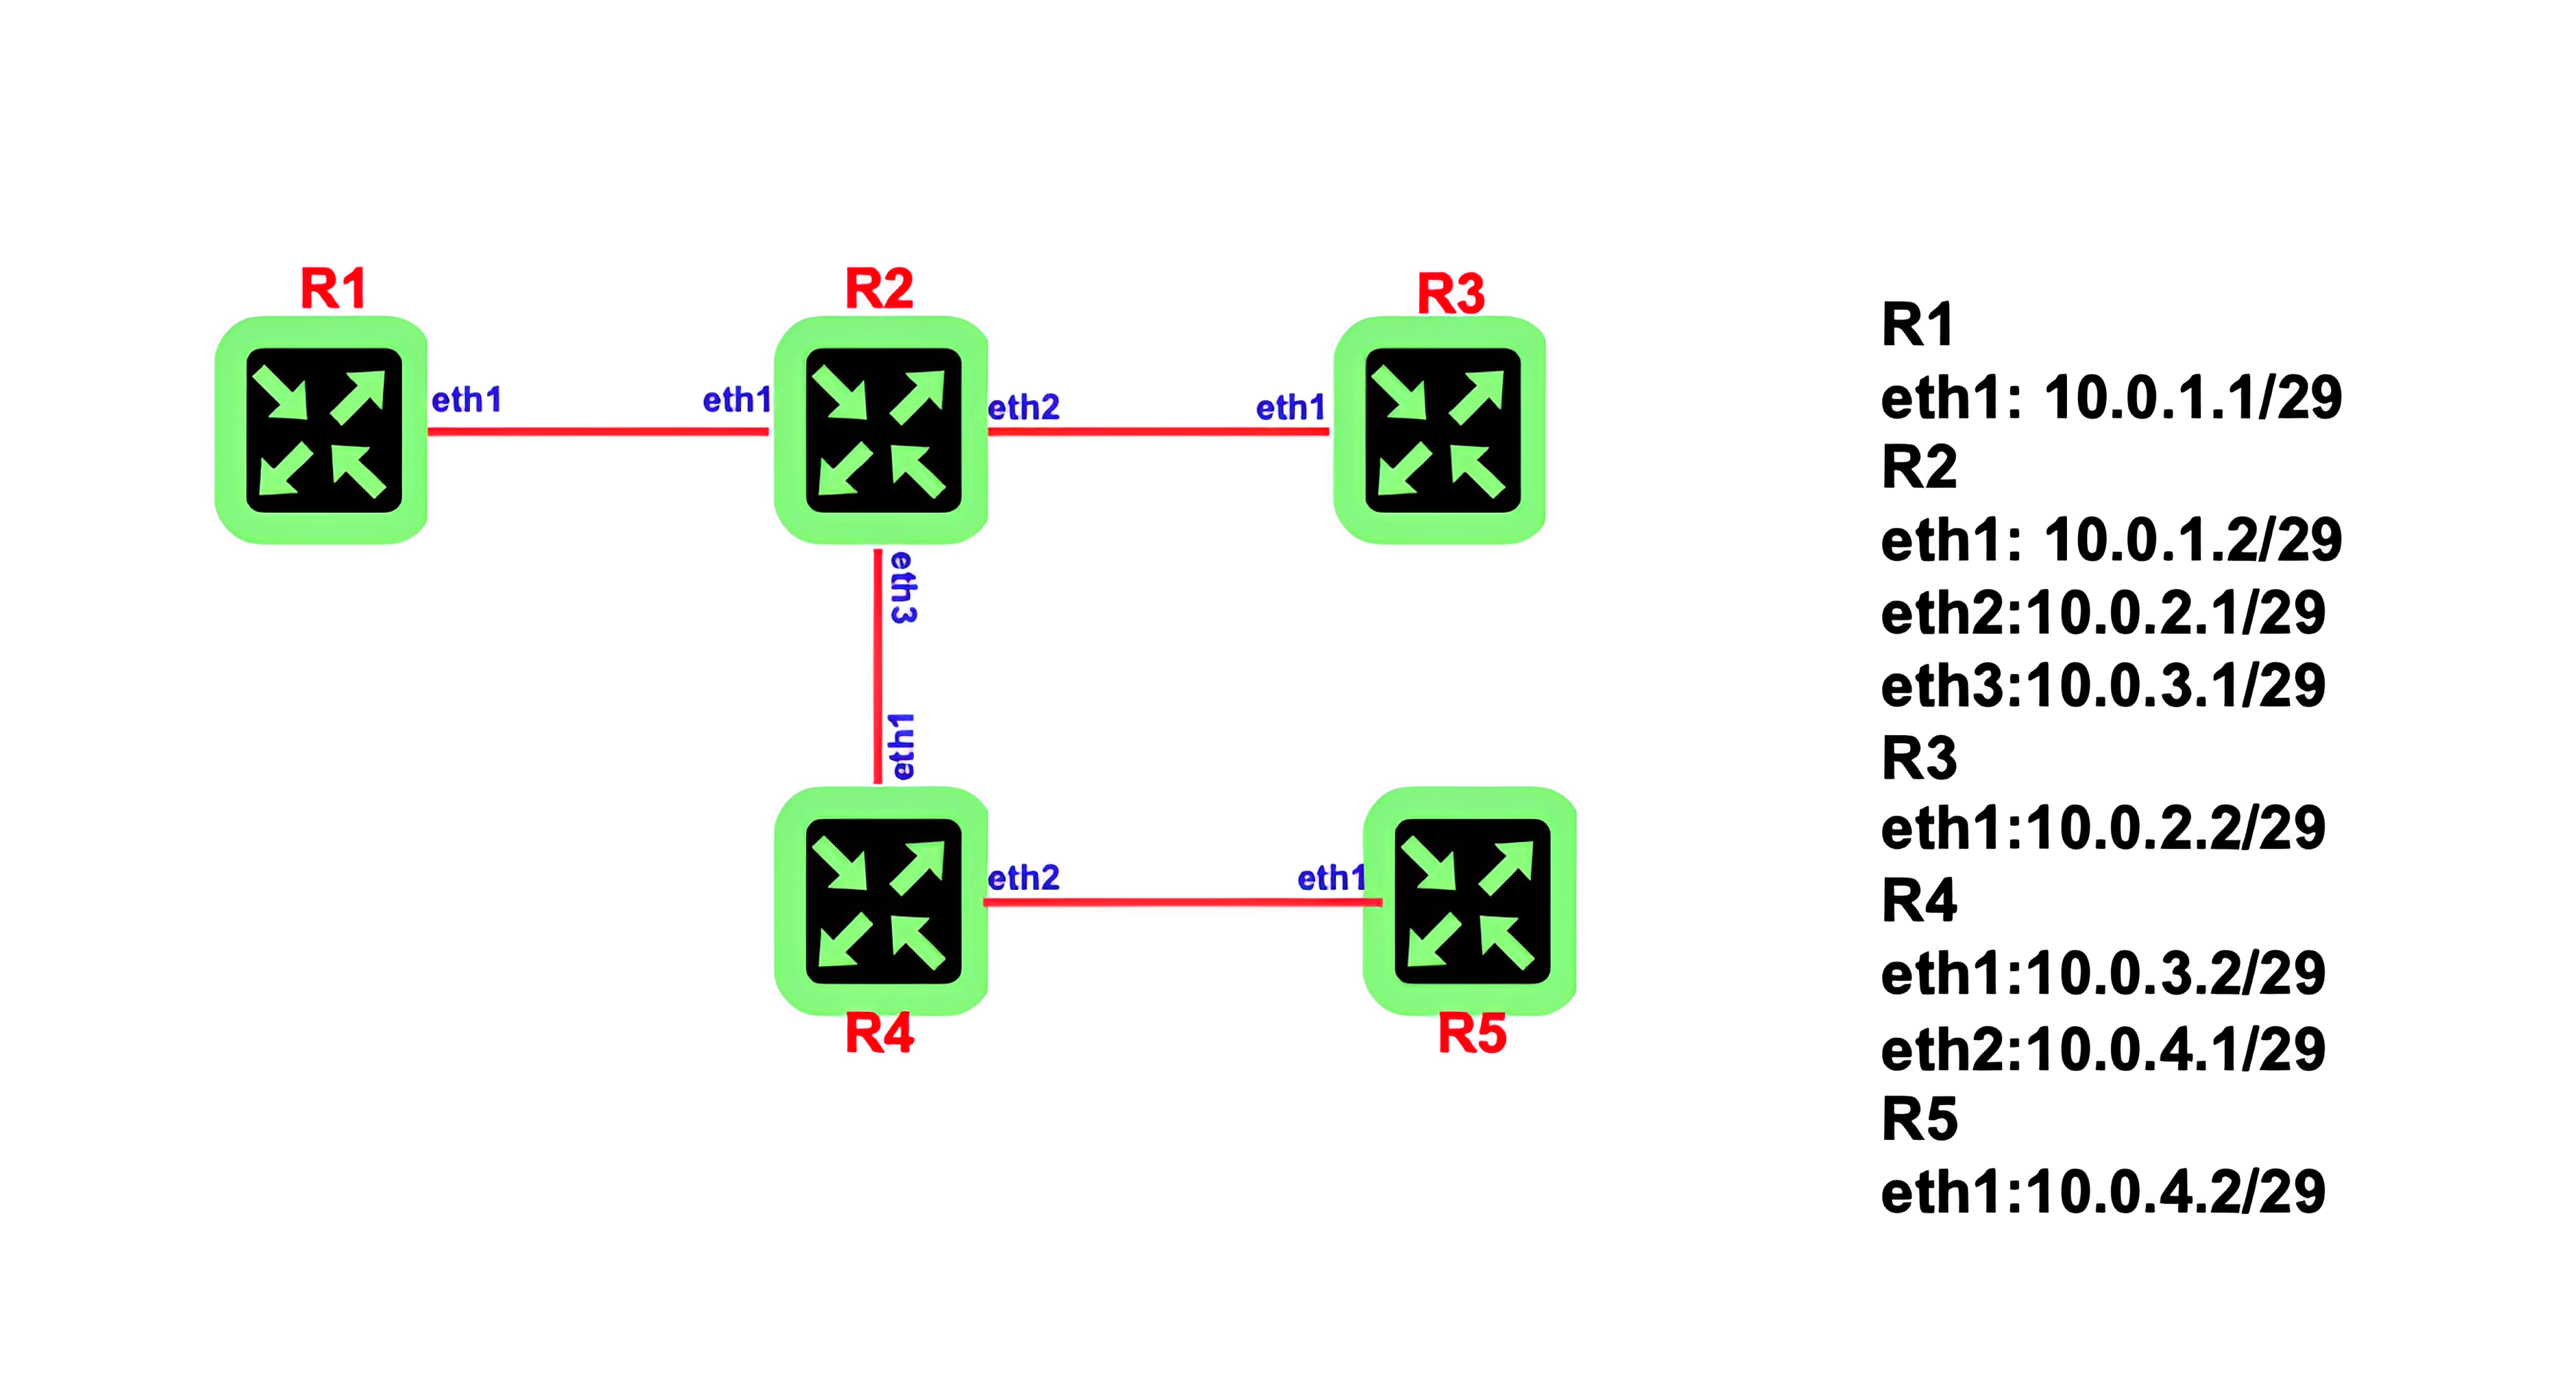 R1
R2
R3
eth1
eth1
eth2
eth1
eth3
eth1
eth2
eth1
R4
R5
R1
eth1: 10.0.1.1/29
R2
eth1: 10.0.1.2/29
eth2:10.0.2.1/29
eth3:10.0.3.1/29
R3
eth1:10.0.2.2/29
R4
eth1:10.0.3.2/29
eth2:10.0.4.1/29
R5
eth1:10.0.4.2/29